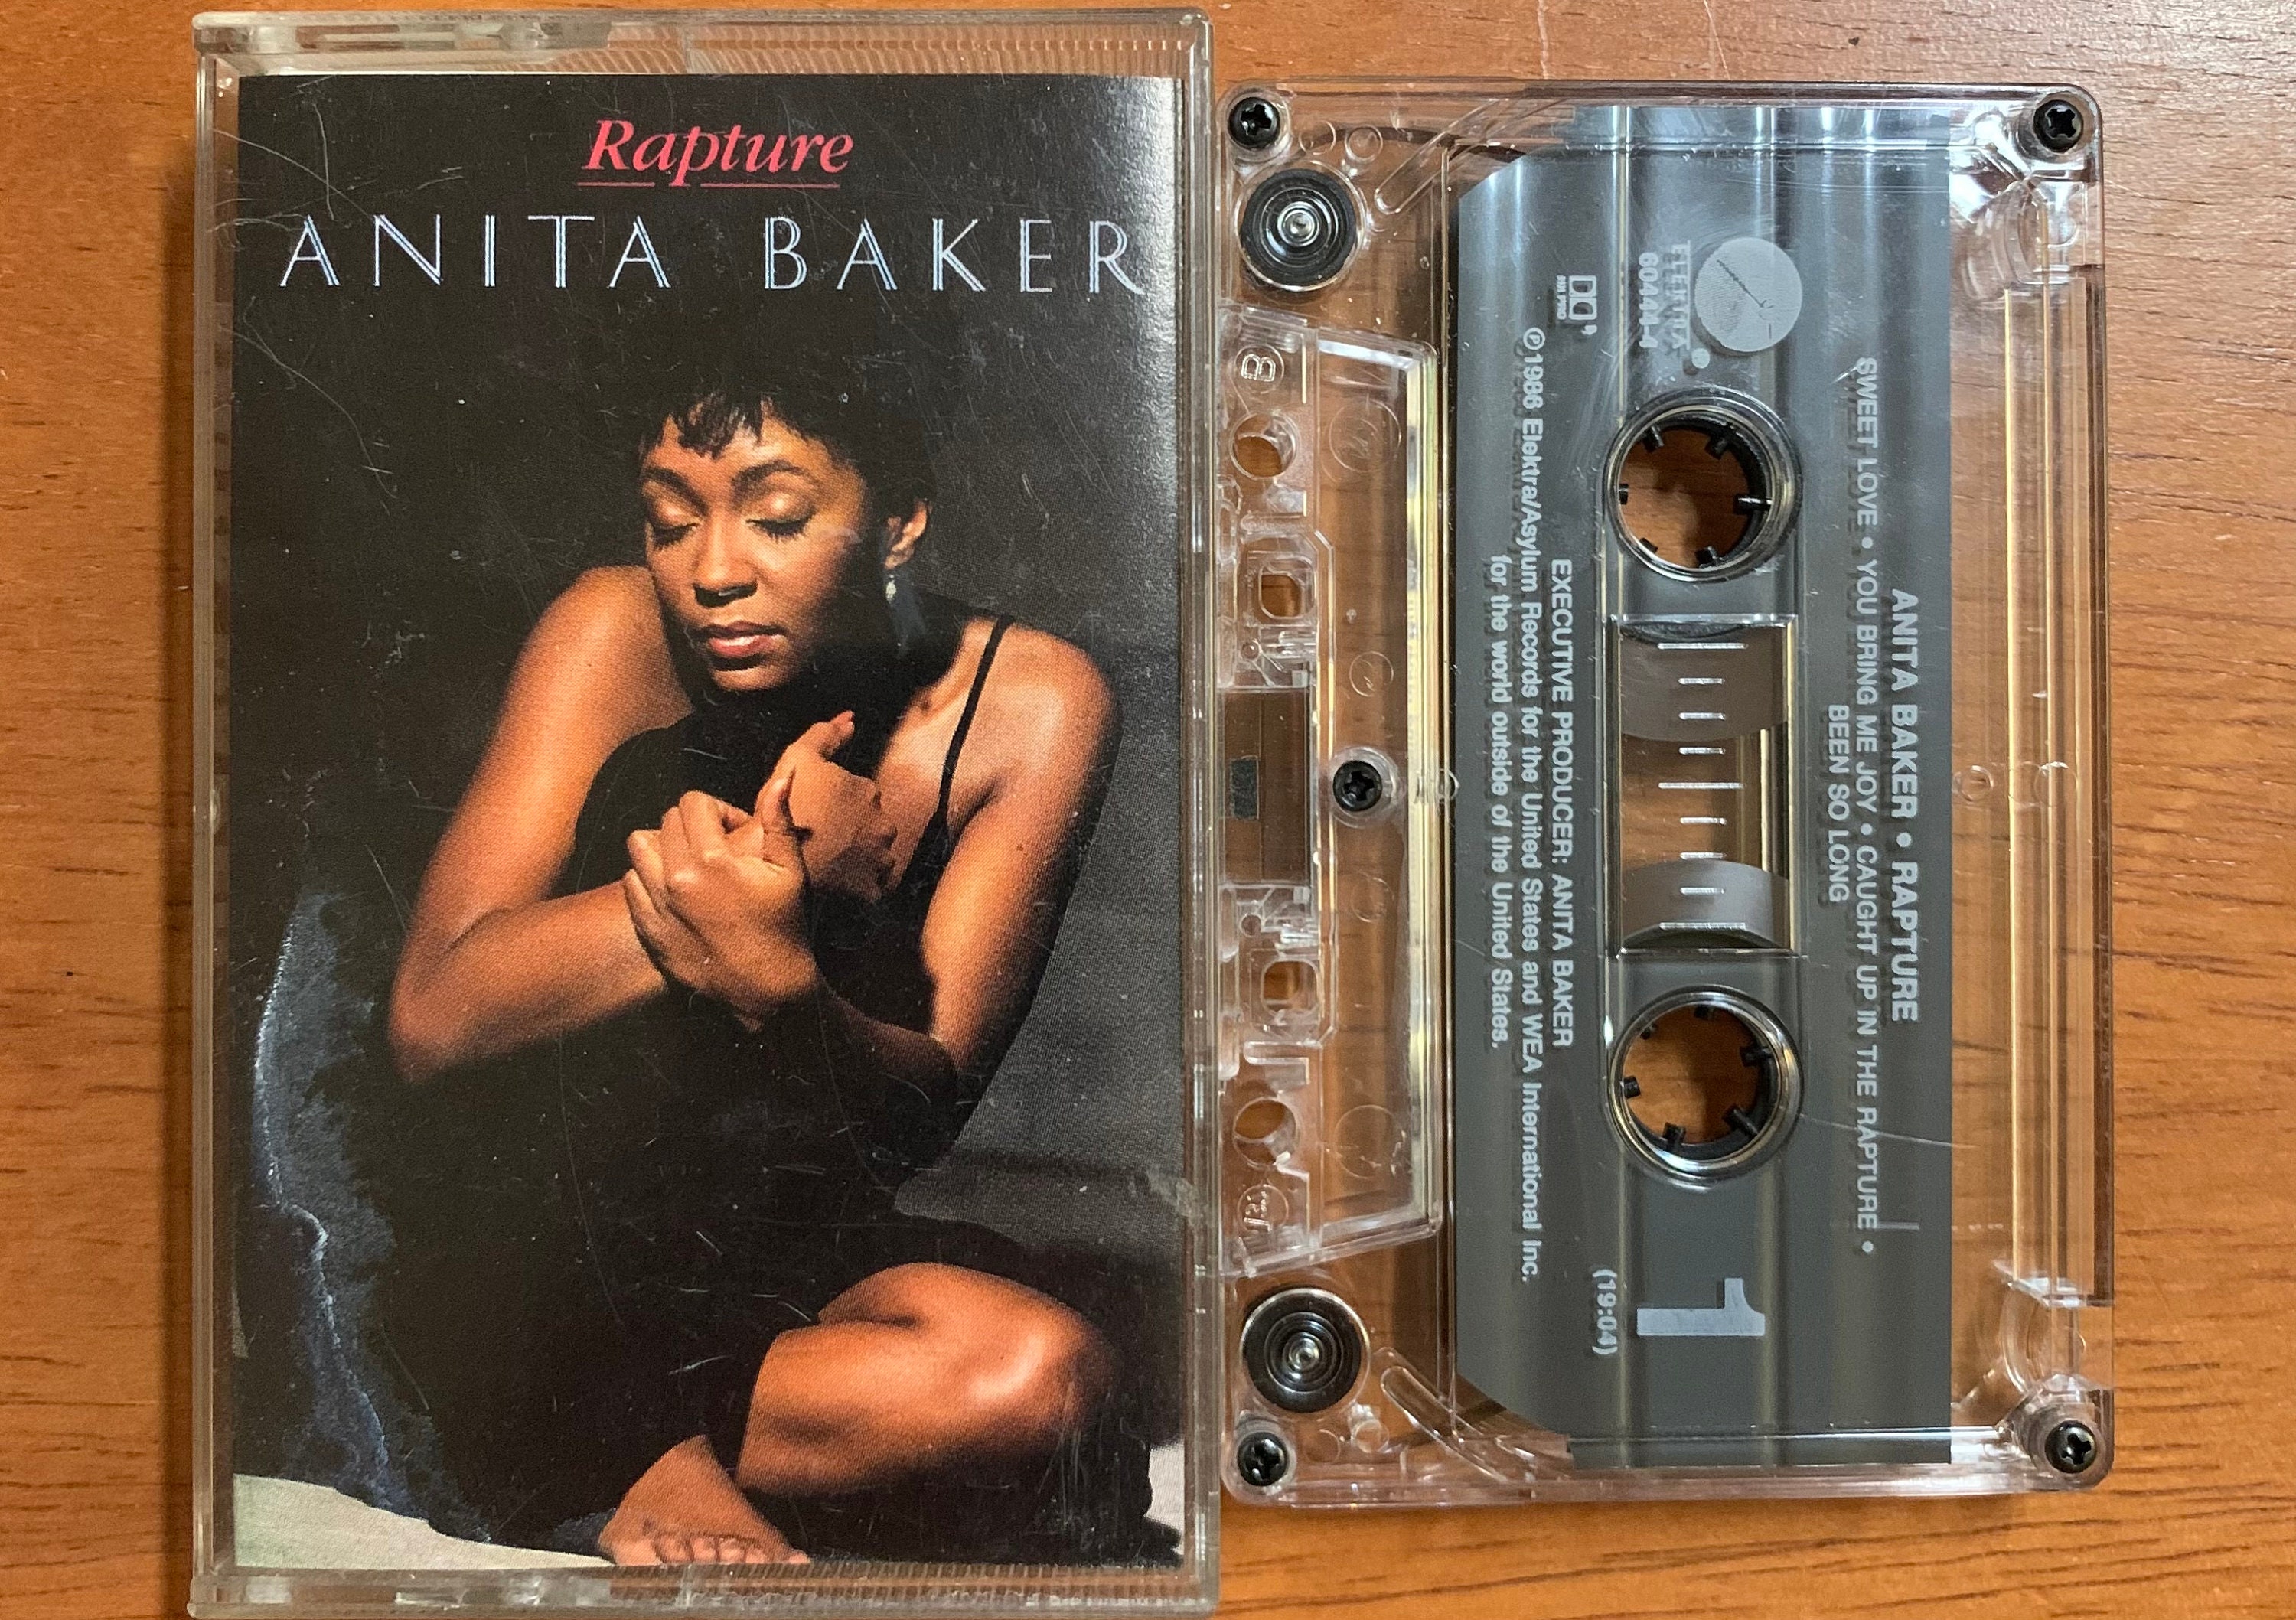 Rapture
ANITA BAKER
B
ANITA BAKER • RAPTURE
SWEET LOVE • YOU BRING ME JOY • CAUGHT UP IN THE RAPTURE •
BEEN SO LONG
ELEKTRA
60444-4
1
(19:04)
EXECUTIVE PRODUCER: ANITA BAKER
℗1986 Elektra/Asylum Records for the United States and WEA International Inc.
for the world outside of the United States.